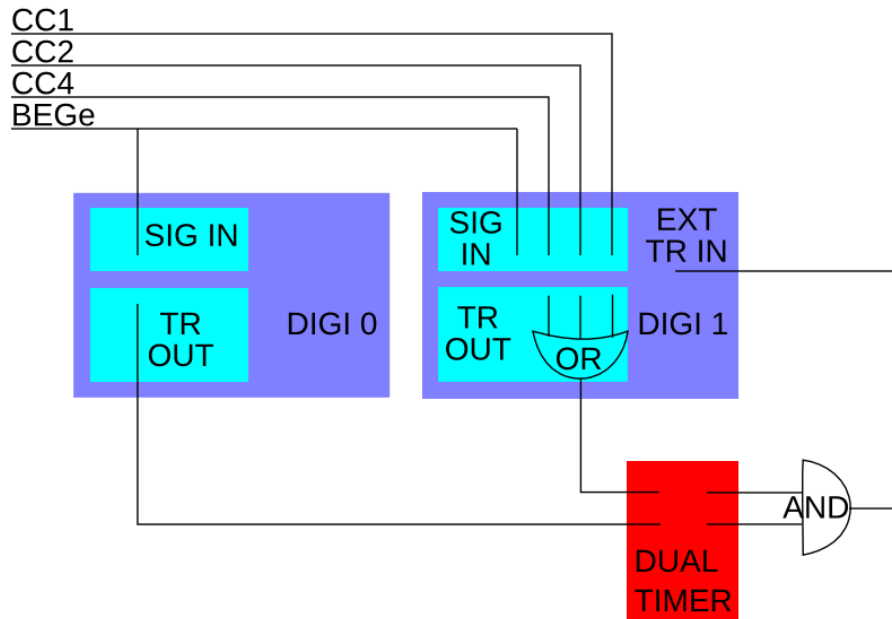 CC1
CC2
CC4
BEGe
SIG IN
SIG
IN
EXT
TR IN
TR
OUT
DIGI 0
TR
OUT
OR
DIGI 1
AND
DUAL
TIMER